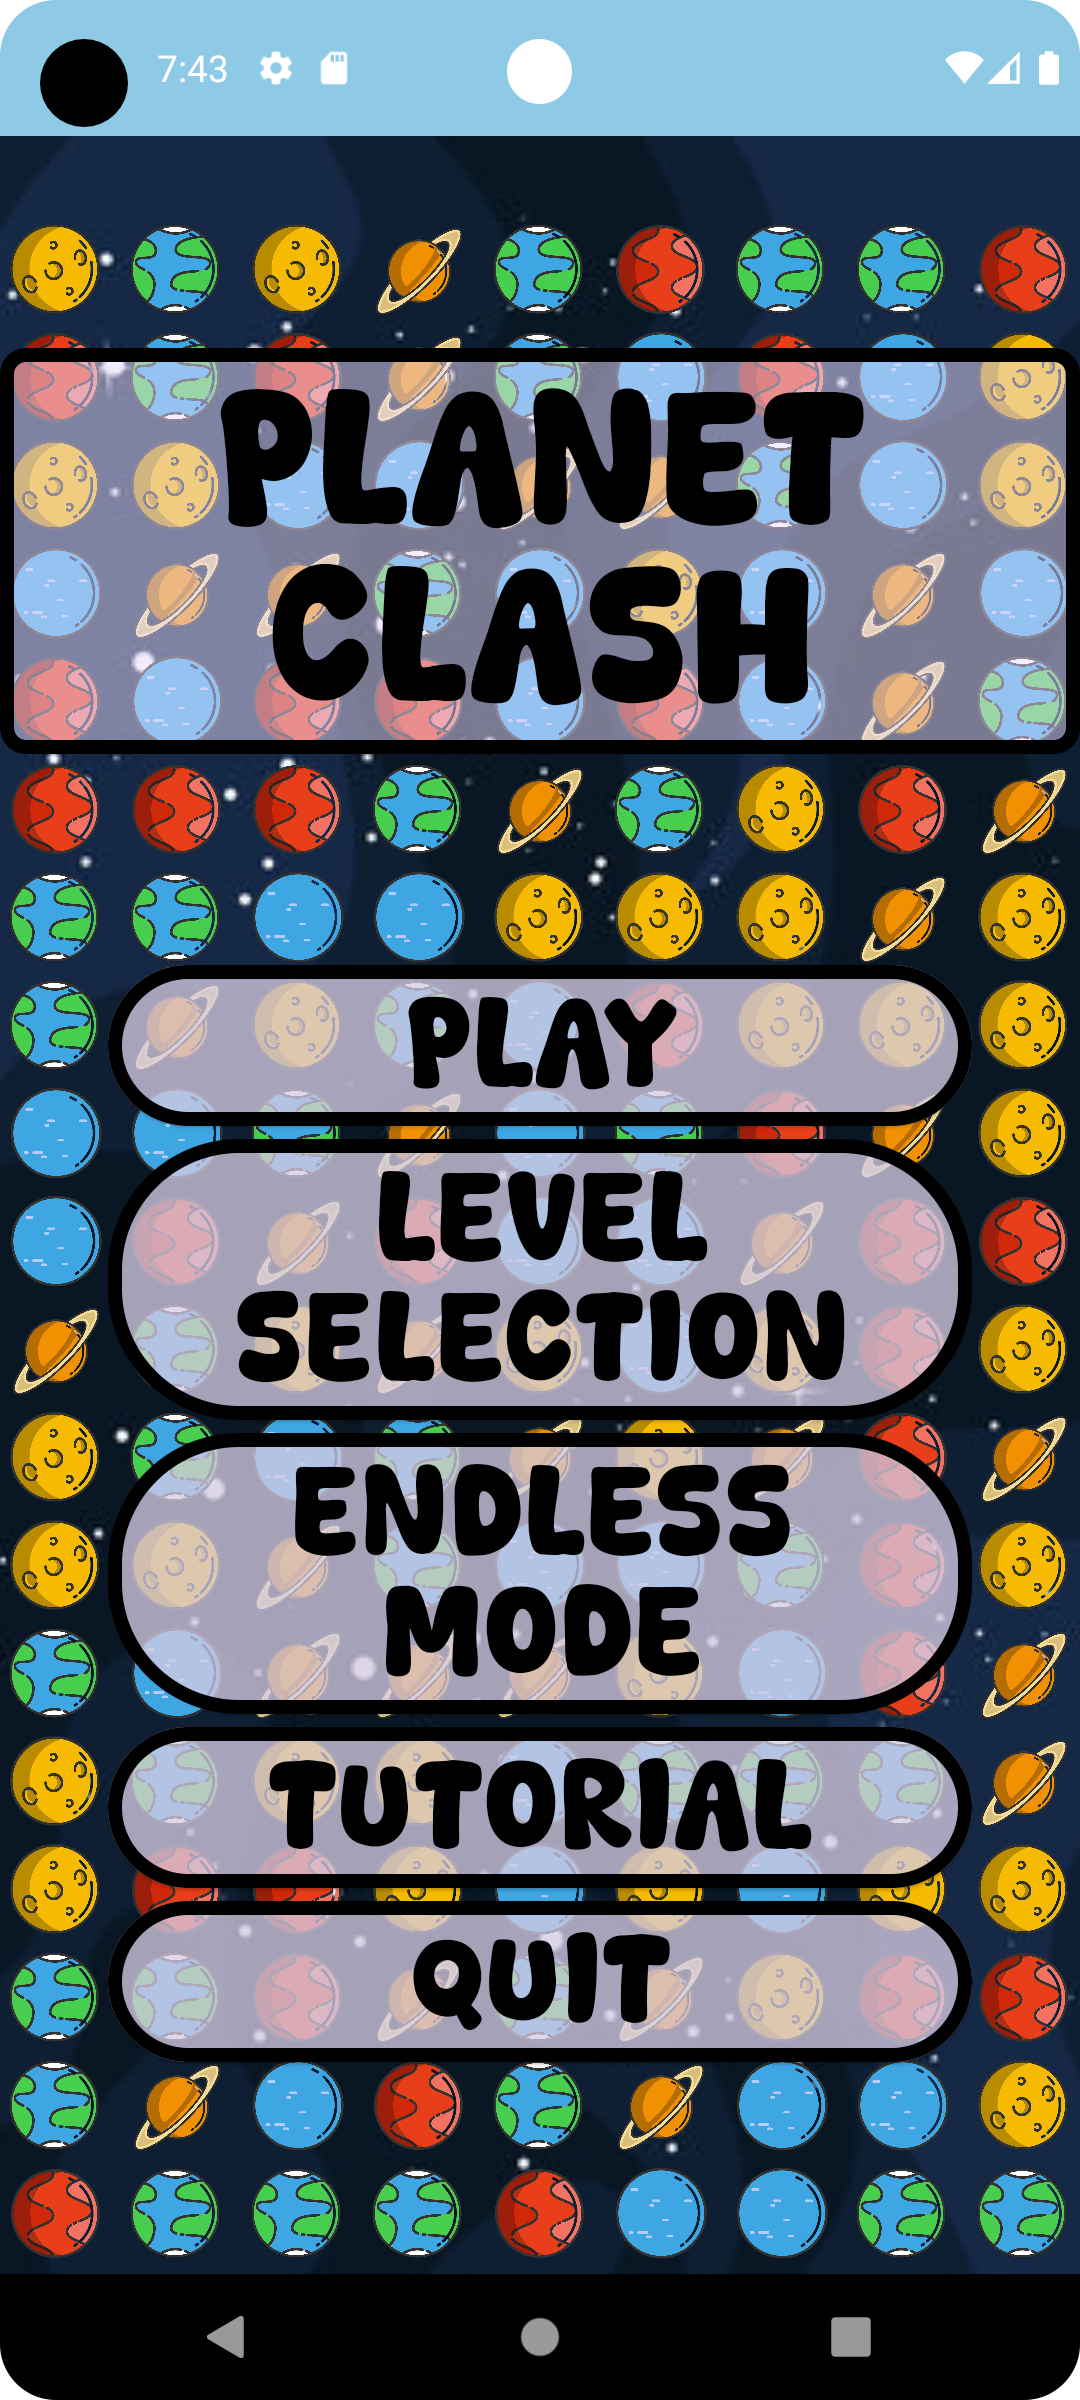 7:43
PLANET
CLASH
PLAY
LEVEL
SELECTION
ENDLESS
MODE
TUTORIAL
QUIT